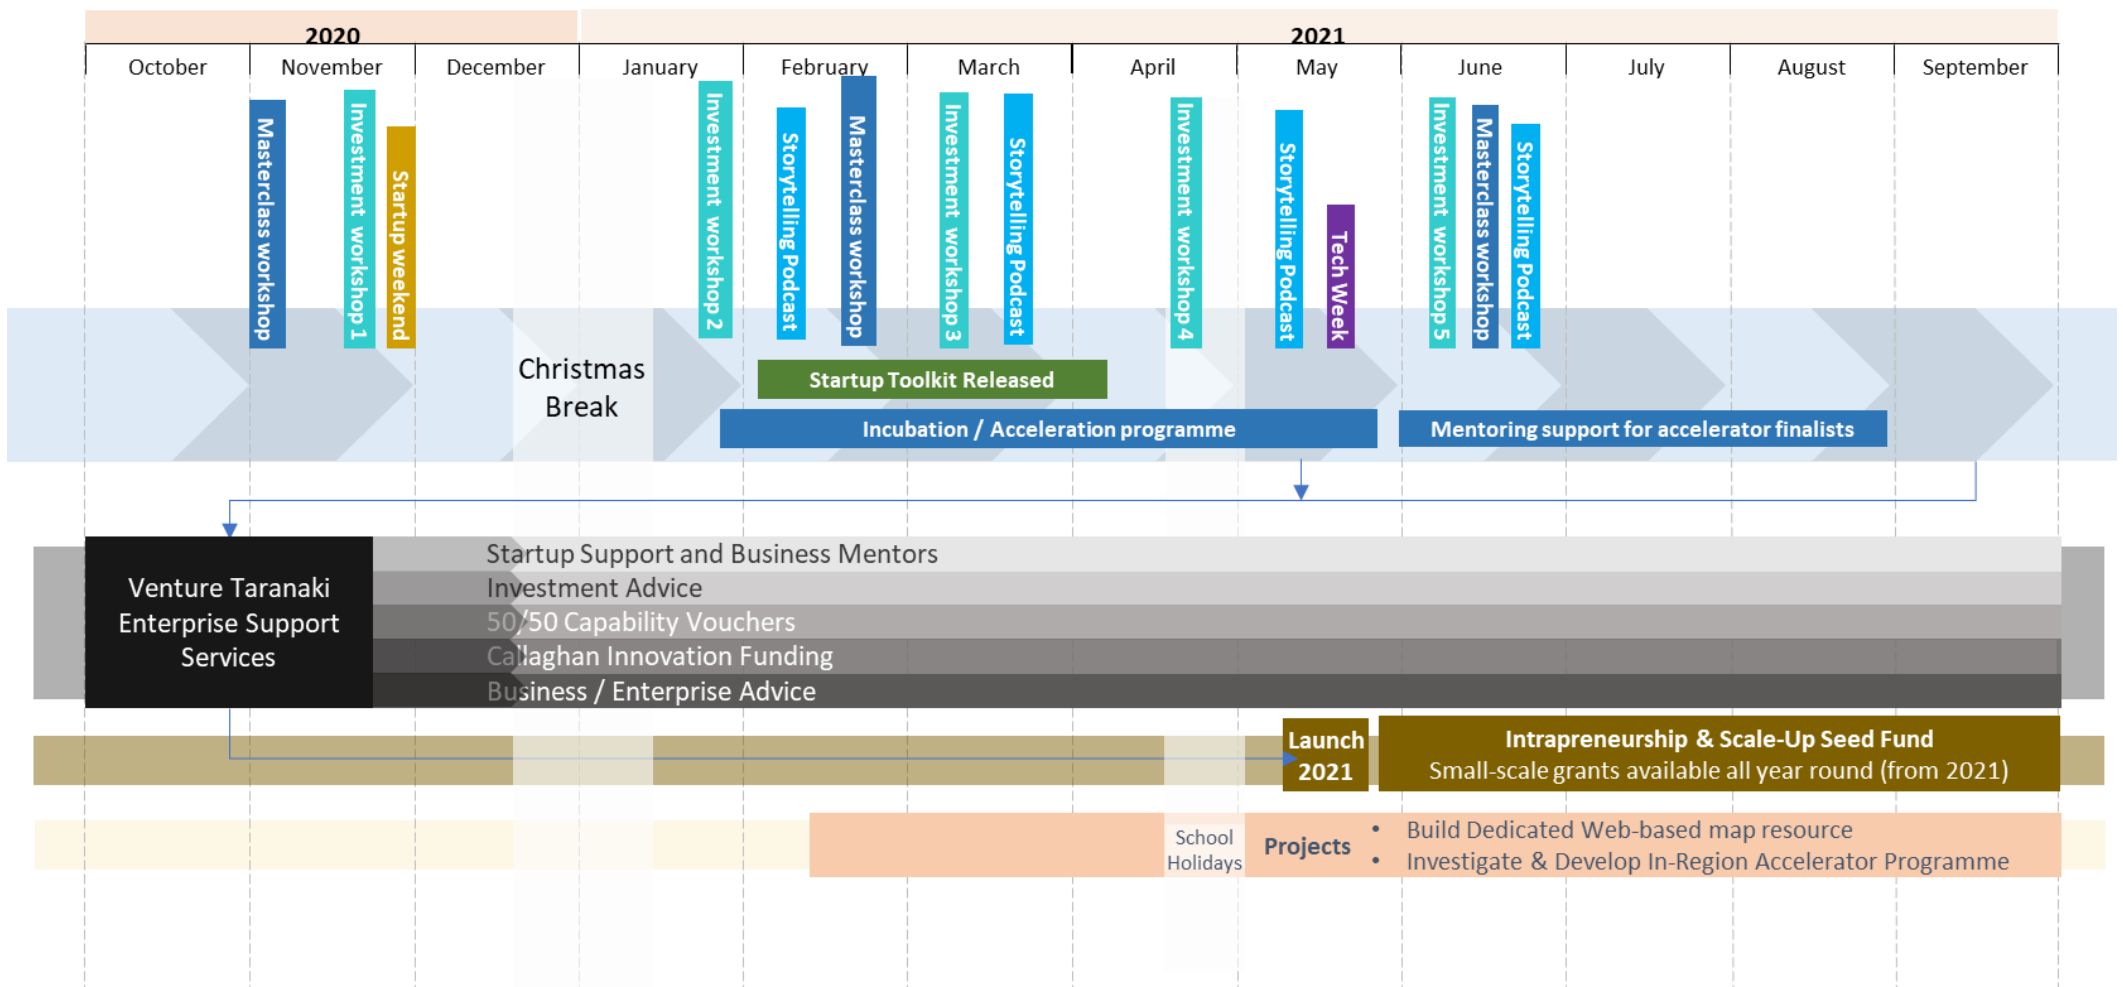 2020
2021
October
November
December
January
February
March
April
May
June
July
August
September
Masterclass workshop
Investment workshop 1
Startup weekend
Investment workshop 2
Storytelling Podcast
Masterclass workshop
Investment workshop 3
Storytelling Podcast
Investment workshop 4
Storytelling Podcast
Tech Week
Investment workshop 5
Masterclass workshop
Storytelling Podcast
Christmas
Break
Startup Toolkit Released
Incubation / Acceleration programme
Mentoring support for accelerator finalists
Venture Taranaki
Enterprise Support
Services
Startup Support and Business Mentors
Investment Advice
50/50 Capability Vouchers
Callaghan Innovation Funding
Business / Enterprise Advice
Launch
2021
Intrapreneurship & Scale-Up Seed Fund
Small-scale grants available all year round (from 2021)
School
Holidays
Projects
• Build Dedicated Web-based map resource
• Investigate & Develop In-Region Accelerator Programme